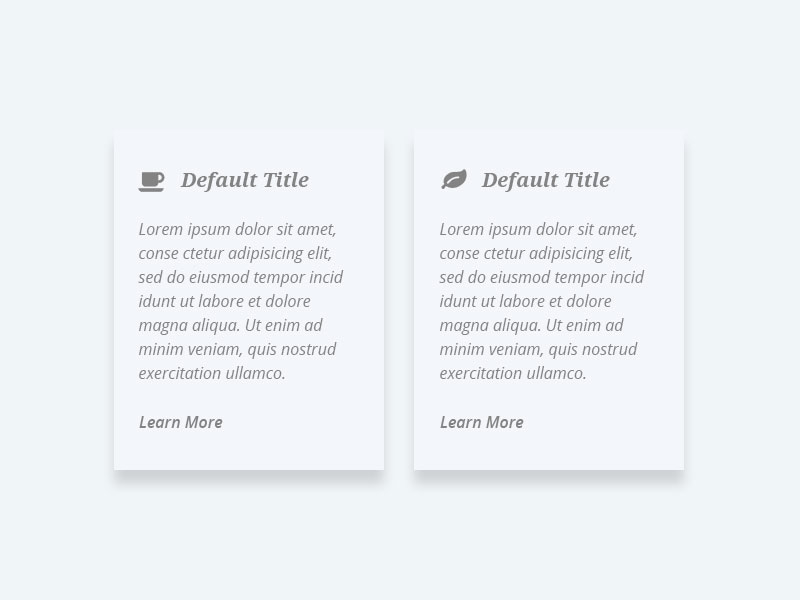 Default Title
Lorem ipsum dolor sit amet,
conse ctetur adipisicing elit,
sed do eiusmod tempor incid
idunt ut labore et dolore
magna aliqua. Ut enim ad
minim veniam, quis nostrud
exercitation ullamco.
Learn More
Default Title
Lorem ipsum dolor sit amet,
conse ctetur adipisicing elit,
sed do eiusmod tempor incid
idunt ut labore et dolore
magna aliqua. Ut enim ad
minim veniam, quis nostrud
exercitation ullamco.
Learn More